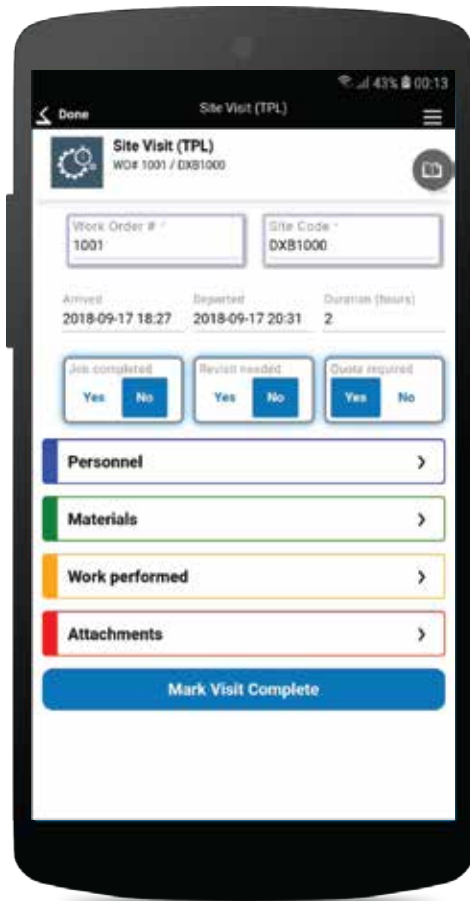 43% 00:13
Done Site Visit (TPL)
Site Visit (TPL)
WO# 1001 / DXB1000
Work Order # * Site Code *
1001 DXB1000
Arrived Departed Duration (hours)
2018-09-17 18:27 2018-09-17 20:31 2
Job completed Revisit needed Quote required
Yes No Yes No Yes No
Personnel
Materials
Work performed
Attachments
Mark Visit Complete